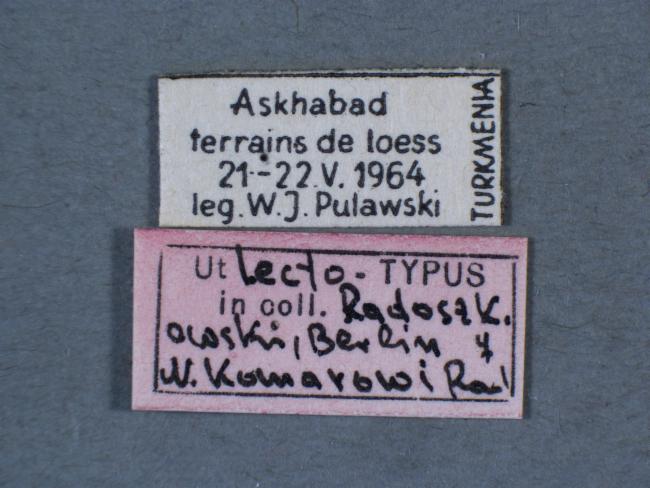 Askhabad
terrains de loess
21-22.V.1964
leg. W.J. Pulawski
TURKMENIA
Ut Lecto- TYPUS
in coll. Radoszk.
owski, Berlin
N. Komarowi Rad